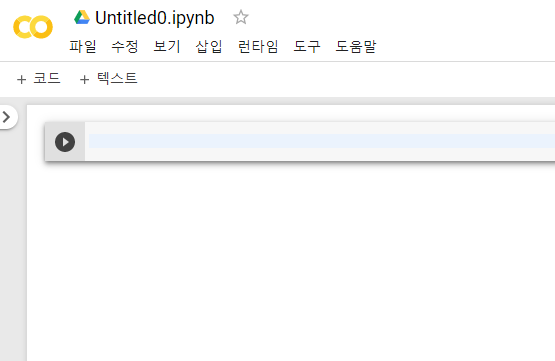 Untitled0.ipynb
파일 수정 보기 삽입 런타임 도구 도움말
+ 코드 + 텍스트